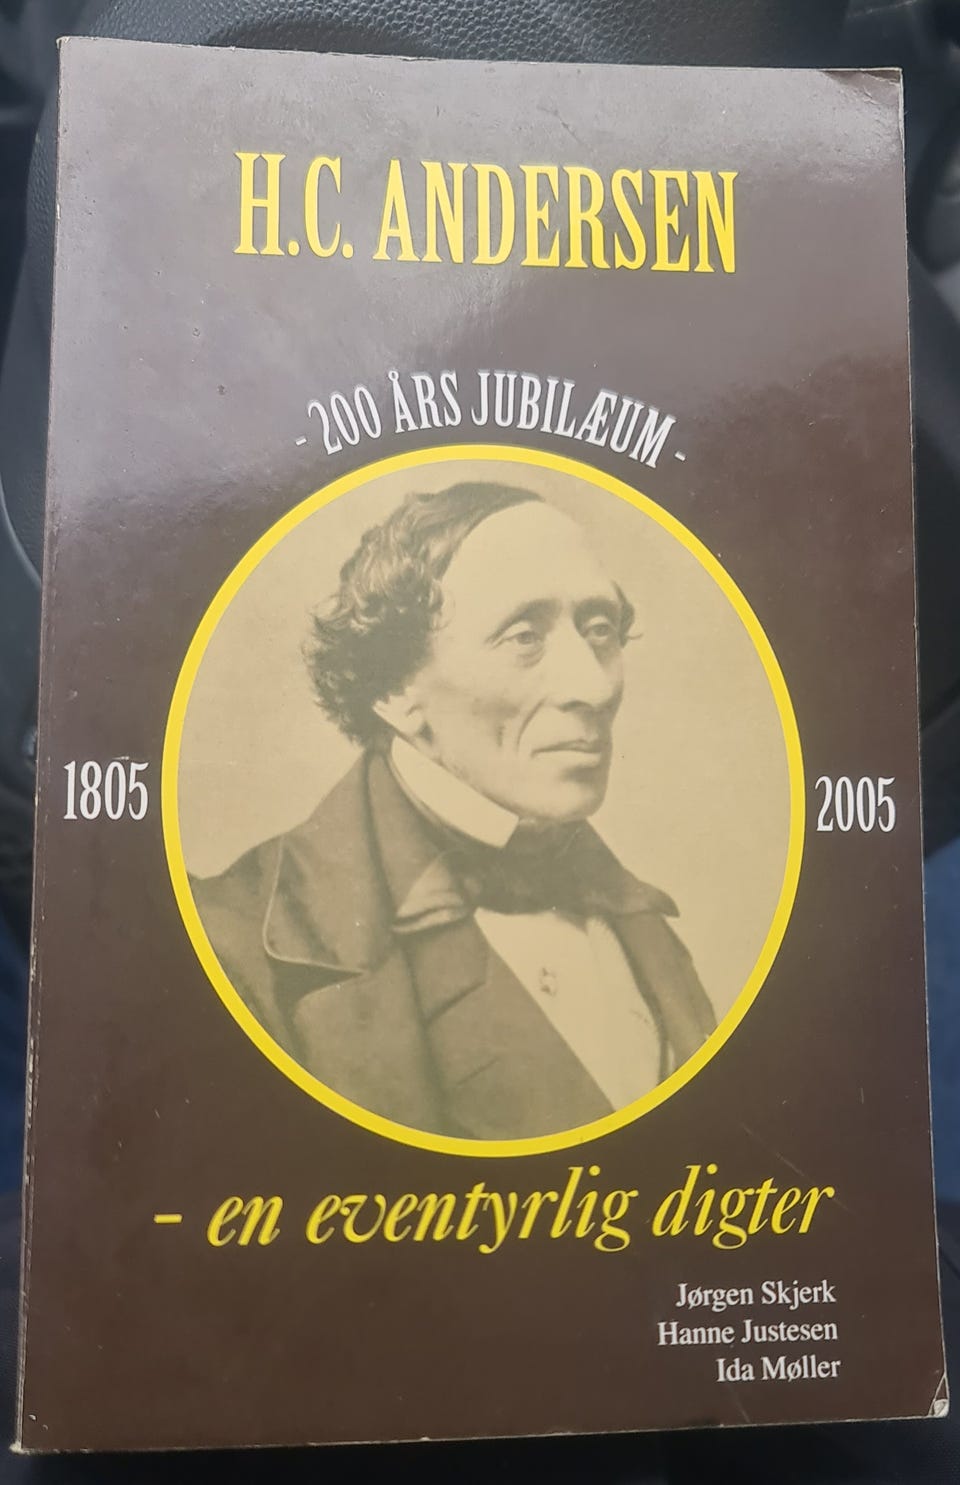 H.C. ANDERSEN
- 200 ÅRS JUBILÆUM -
1805
2005
- en eventyrlig digter
Jørgen Skjerk
Hanne Justesen
Ida Møller